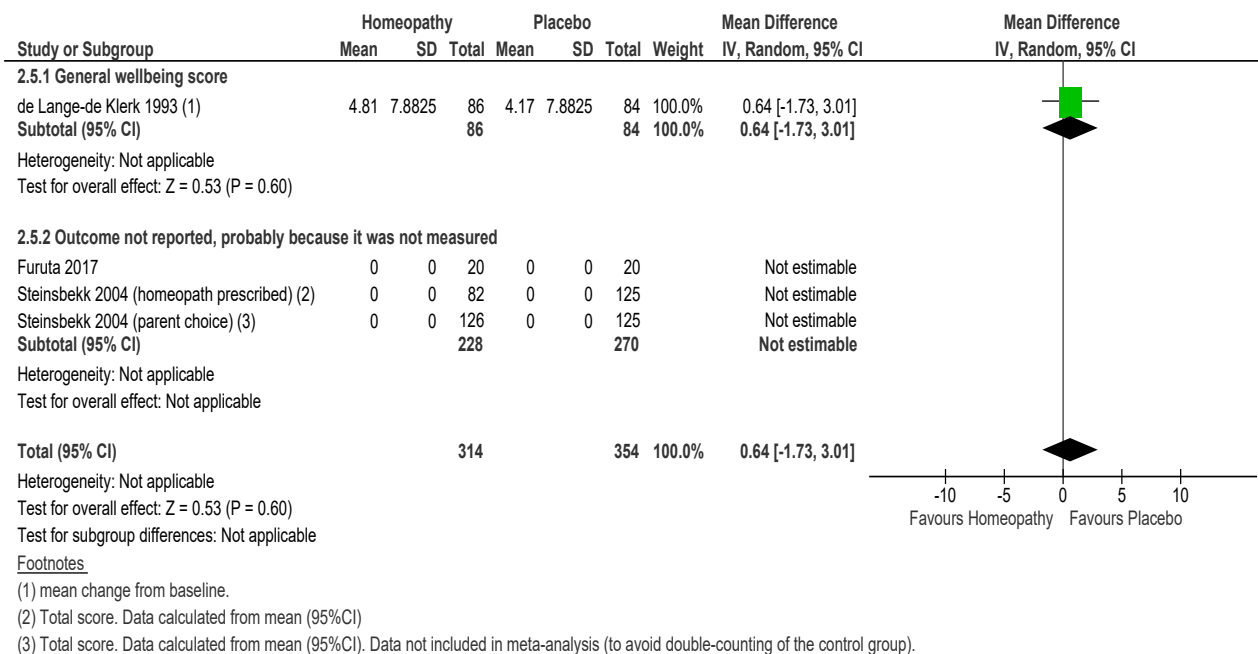 Homeopathy Placebo Mean Difference Mean Difference
Study or Subgroup Mean SD Total Mean SD Total Weight IV, Random, 95% CI IV, Random, 95% CI
2.5.1 General wellbeing score
de Lange-de Klerk 1993 (1) 4.81 7.8825 86 4.17 7.8825 84 100.0% 0.64 [-1.73, 3.01]
Subtotal (95% CI) 86 84 100.0% 0.64 [-1.73, 3.01]
Heterogeneity: Not applicable
Test for overall effect: Z = 0.53 (P = 0.60)
2.5.2 Outcome not reported, probably because it was not measured
Furuta 2017 0 0 20 0 0 20 Not estimable
Steinsbekk 2004 (homeopath prescribed) (2) 0 0 82 0 0 125 Not estimable
Steinsbekk 2004 (parent choice) (3) 0 0 126 0 0 125 Not estimable
Subtotal (95% CI) 228 270 Not estimable
Heterogeneity: Not applicable
Test for overall effect: Not applicable
Total (95% CI) 314 354 100.0% 0.64 [-1.73, 3.01]
Heterogeneity: Not applicable
Test for overall effect: Z = 0.53 (P = 0.60)
Test for subgroup differences: Not applicable
-10 -5 0 5 10
Favours Homeopathy Favours Placebo
Footnotes
(1) mean change from baseline.
(2) Total score. Data calculated from mean (95%CI)
(3) Total score. Data calculated from mean (95%CI). Data not included in meta-analysis (to avoid double-counting of the control group).